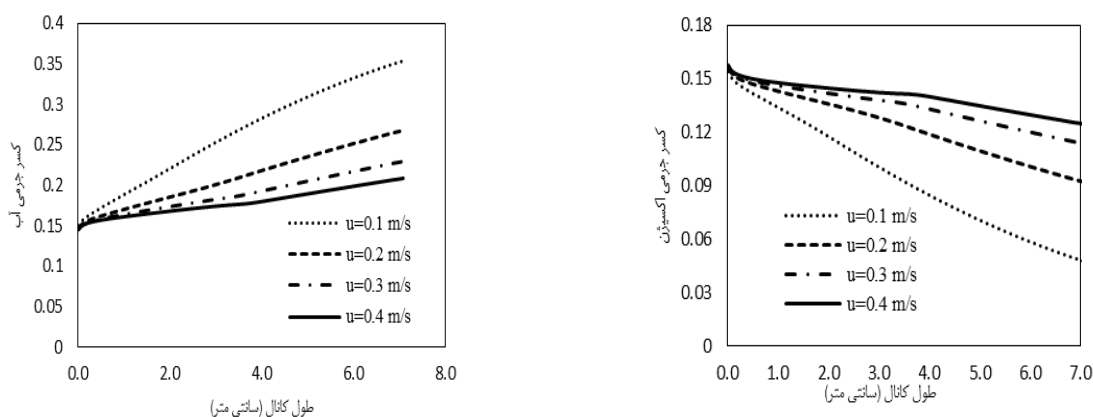 0.4
0.35
0.3
0.25
0.2
0.15
0.1
0.05
0
کسر جرمی آب
u=0.1 m/s
u=0.2 m/s
u=0.3 m/s
u=0.4 m/s
0.0 2.0 4.0 6.0 8.0
طول کانال (سانتی متر)
0.18
0.15
0.12
0.09
0.06
0.03
0
کسر جرمی اکسیژن
u=0.1 m/s
u=0.2 m/s
u=0.3 m/s
u=0.4 m/s
0.0 1.0 2.0 3.0 4.0 5.0 6.0 7.0
طول کانال (سانتی متر)